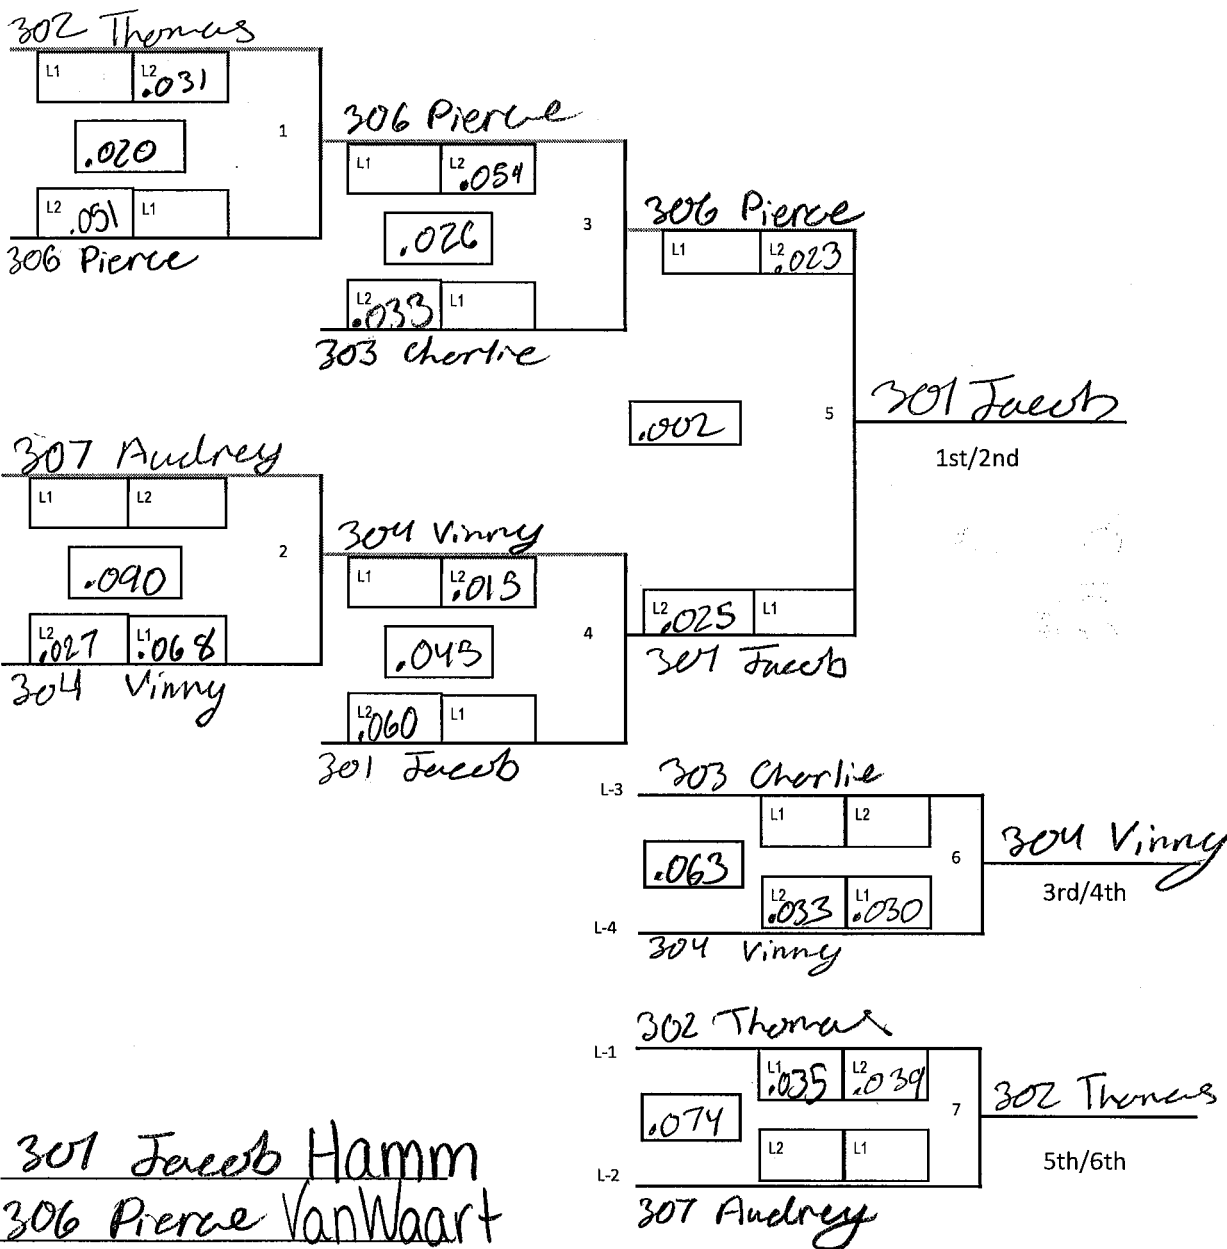 302 Thomas
L1 L2 .031
.020 1
L2 .051 L1
306 Pierce
306 Pierce
L1 L2 .054
.026 3
L2 .033 L1
303 Charlie
306 Pierce
L1 L2 .023
.002 5
301 Jacob
1st/2nd
L2 .025 L1
301 Jacob
307 Audrey
L1 L2
.090 2
L2 .027 L1 .068
304 Vinny
304 Vinny
L1 L2 .015
.045 4
L2 .060 L1
301 Jacob
303 Charlie
L-3
L1 L2
.063 6
304 Vinny
3rd/4th
L2 .033 L1 .030
L-4
304 Vinny
302 Thomas
L-1
L1 .035 L2 .039
.074 7
302 Thomas
5th/6th
L2 L1
L-2
307 Audrey
301 Jacob Hamm
306 Pierce VanWaart